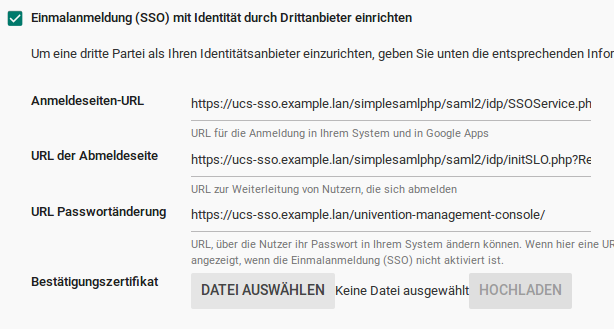 Einmalanmeldung (SSO) mit Identität durch Drittanbieter einrichten
Um eine dritte Partei als Ihren Identitätsanbieter einzurichten, geben Sie unten die entsprechenden Infor
Anmeldeseiten-URL
https://ucs-sso.example.lan/simplesamlphp/saml2/idp/SSOService.ph
URL für die Anmeldung in Ihrem System und in Google Apps
URL der Abmeldeseite
https://ucs-sso.example.lan/simplesamlphp/saml2/idp/initSLO.php?Re
URL zur Weiterleitung von Nutzern, die sich abmelden
URL Passwortänderung
https://ucs-sso.example.lan/univention-management-console/
URL, über die Nutzer ihr Passwort in Ihrem System ändern können. Wenn hier eine UR
angezeigt, wenn die Einmalanmeldung (SSO) nicht aktiviert ist.
Bestätigungszertifikat
DATEI AUSWÄHLEN Keine Datei ausgewählt HOCHLADEN